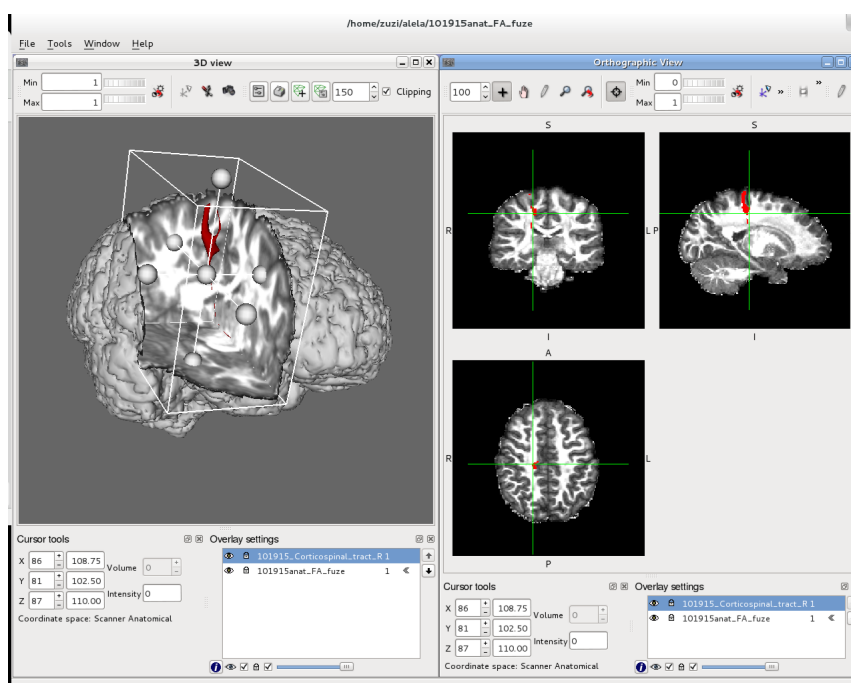 /home/zuzi/alela/101915anat_FA_fuze
File Tools Window Help
3D view
Min 1
Max 1
150 Clipping
Cursor tools
X 86 108.75
Y 81 102.50
Z 87 110.00
Volume 0
Intensity 0
Coordinate space: Scanner Anatomical
Overlay settings
101915_Corticospinal_tract_R 1
101915anat_FA_fuze 1
Orthographic View
100
Min 0
Max 1
S
S
R
L P
I
I
A
R
L
P
Cursor tools
X 86 108.75
Y 81 102.50
Z 87 110.00
Volume 0
Intensity 0
Coordinate space: Scanner Anatomical
Overlay settings
101915_Corticospinal_tract_R 1
101915anat_FA_fuze 1